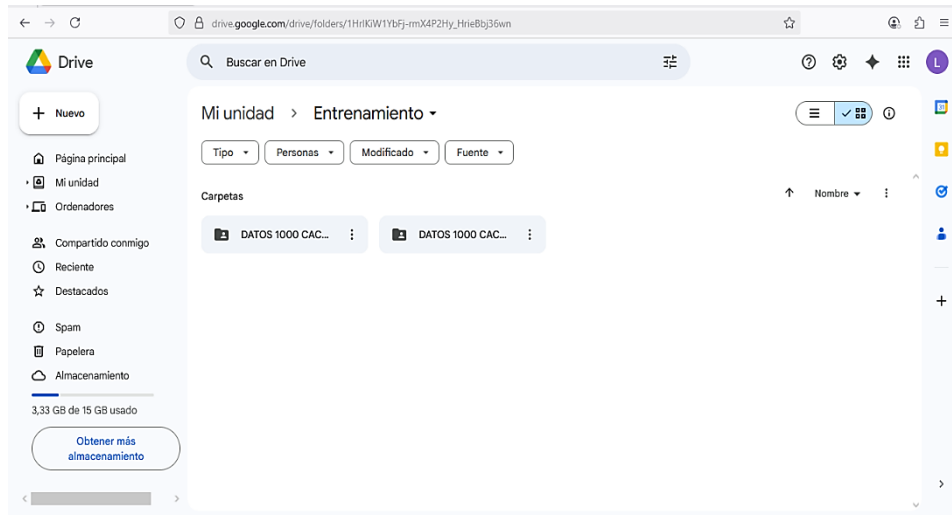 drive.google.com/drive/folders/1HrlKiW1YbFj-rmX4P2Hy_HrieBbj36wn
Drive
Buscar en Drive
L
Nuevo
Mi unidad > Entrenamiento
31
Tipo Personas Modificado Fuente
Página principal
Mi unidad
Ordenadores
Carpetas
Nombre
DATOS 1000 CAC... DATOS 1000 CAC...
Compartido conmigo
Reciente
Destacados
Spam
Papelera
Almacenamiento
3,33 GB de 15 GB usado
Obtener más
almacenamiento